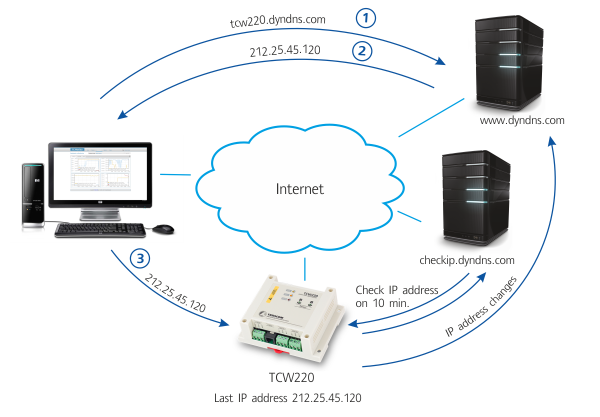 tcw220.dyndns.com
1
212.25.45.120
2
www.dyndns.com
Internet
checkip.dyndns.com
3
212.25.45.120
Check IP address
on 10 min.
IP address changes
TCW220
Last IP address 212.25.45.120